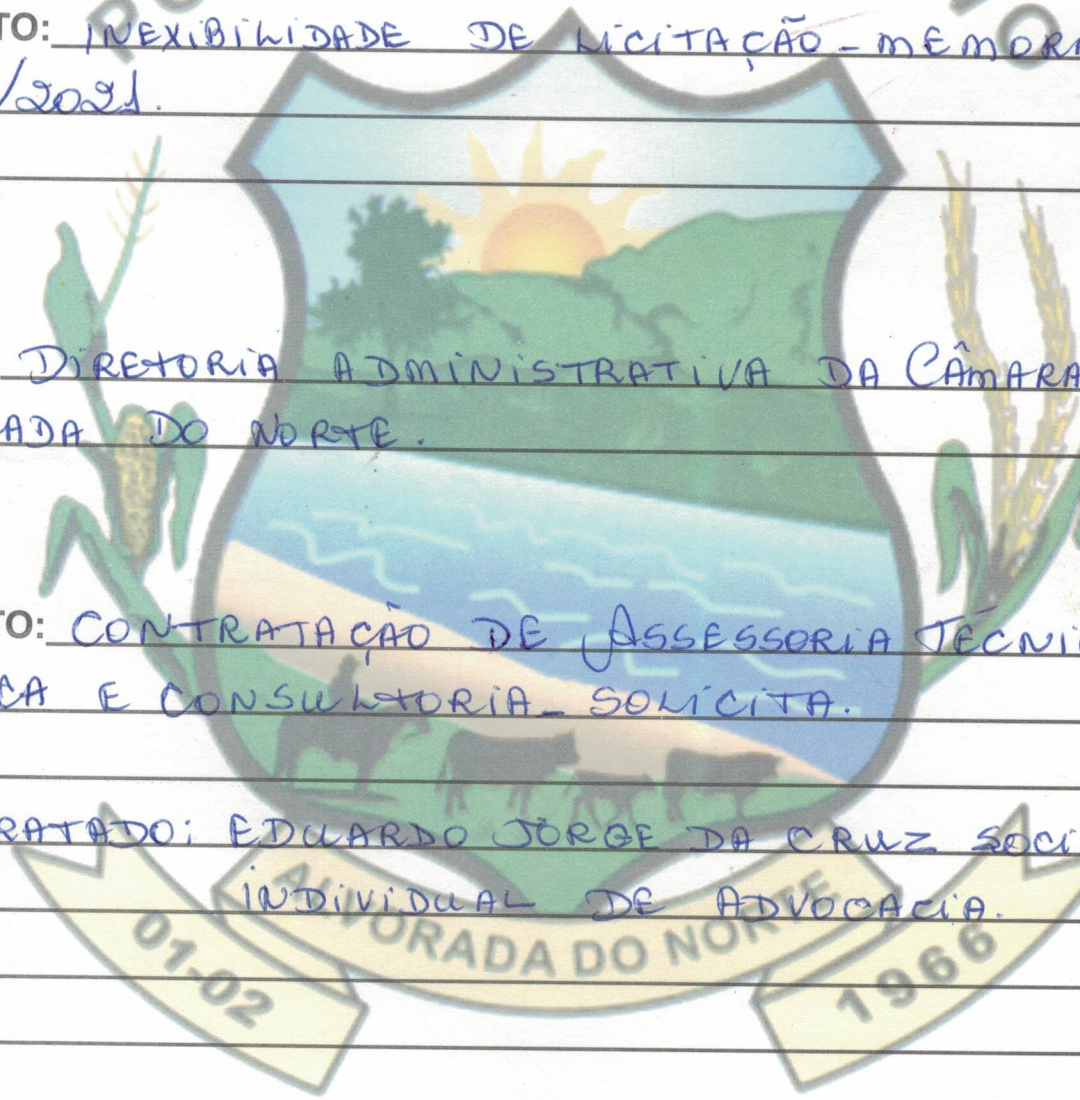 TO: INEXIBILIDADE DE LICITAÇÃO - MEMORA
/2021.
DIRETORIA ADMINISTRATIVA DA CÂMARA
ADA DO NORTE.
TO: CONTRATAÇÃO DE ASSESSORIA TÉCNI
CA E CONSULTORIA - SOLICITA.
RATADO: EDUARDO JORGE DA CRUZ SOCI
INDIVIDUAL DE ADVOCACIA.
ALVORADA DO NORTE
01-02
1966